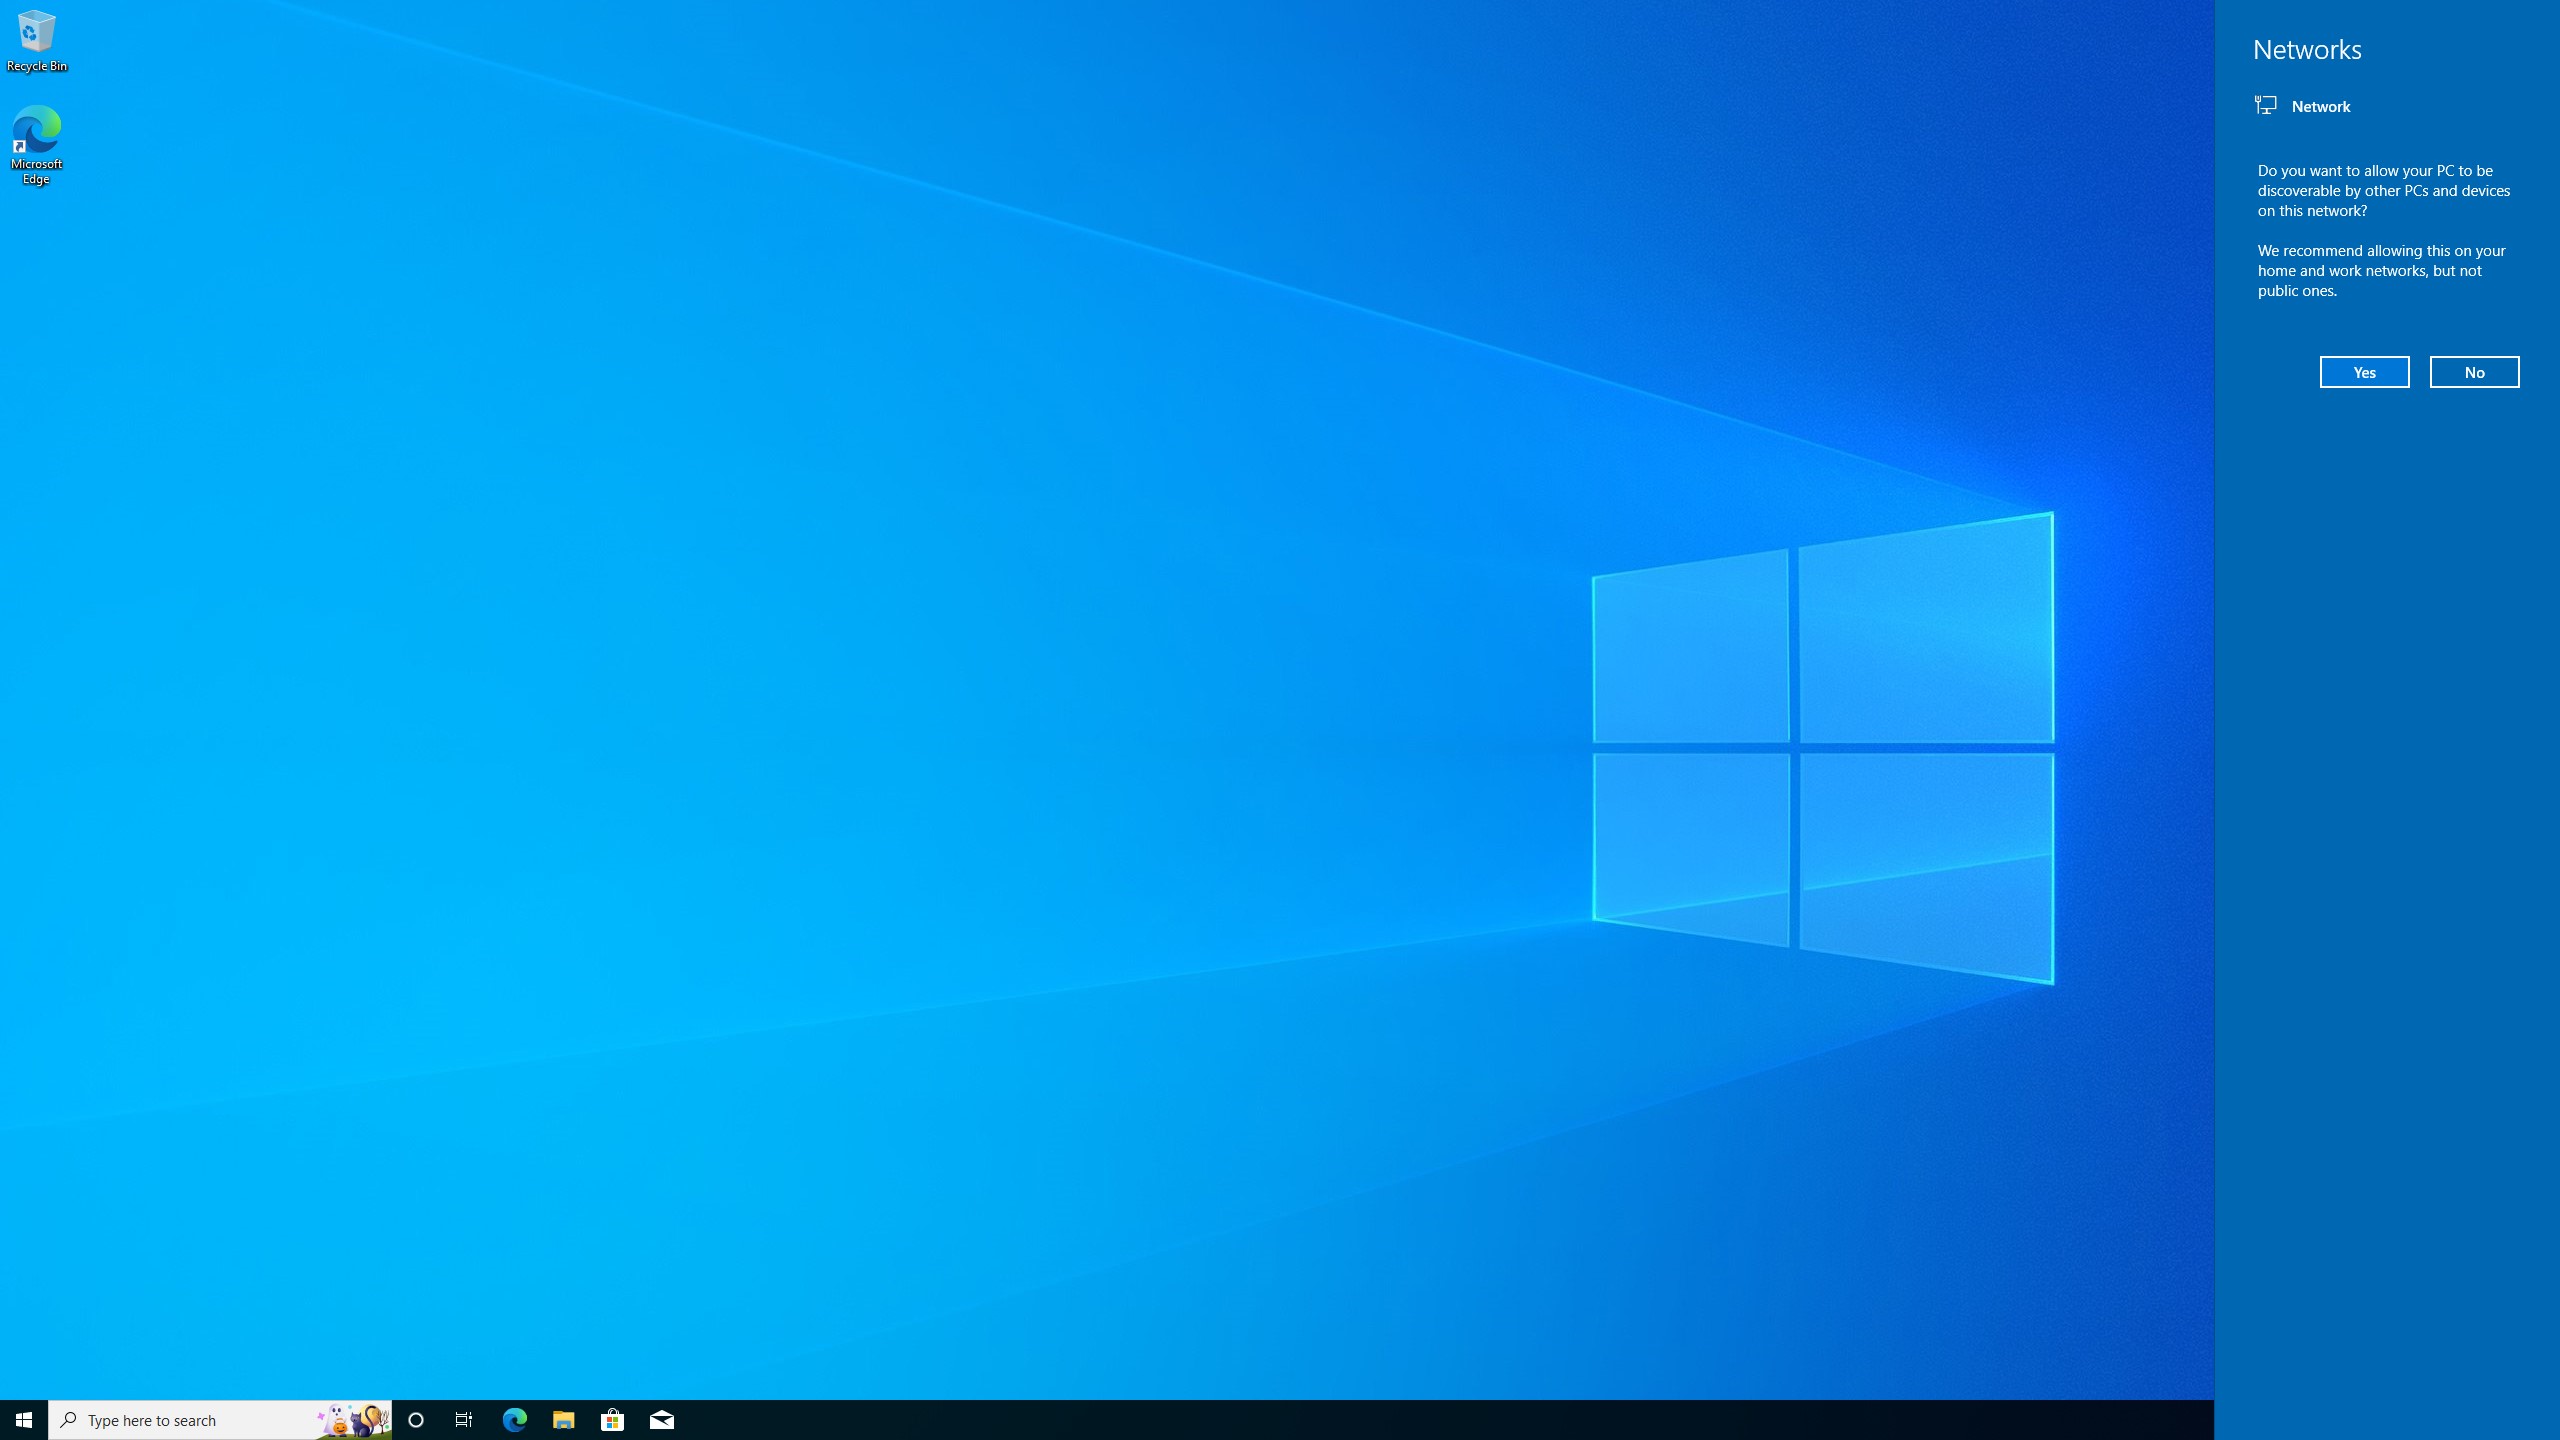 Recycle Bin
Microsoft
Edge
Networks
Network
Do you want to allow your PC to be
discoverable by other PCs and devices
on this network?
We recommend allowing this on your
home and work networks, but not
public ones.
Yes
No
Type here to search